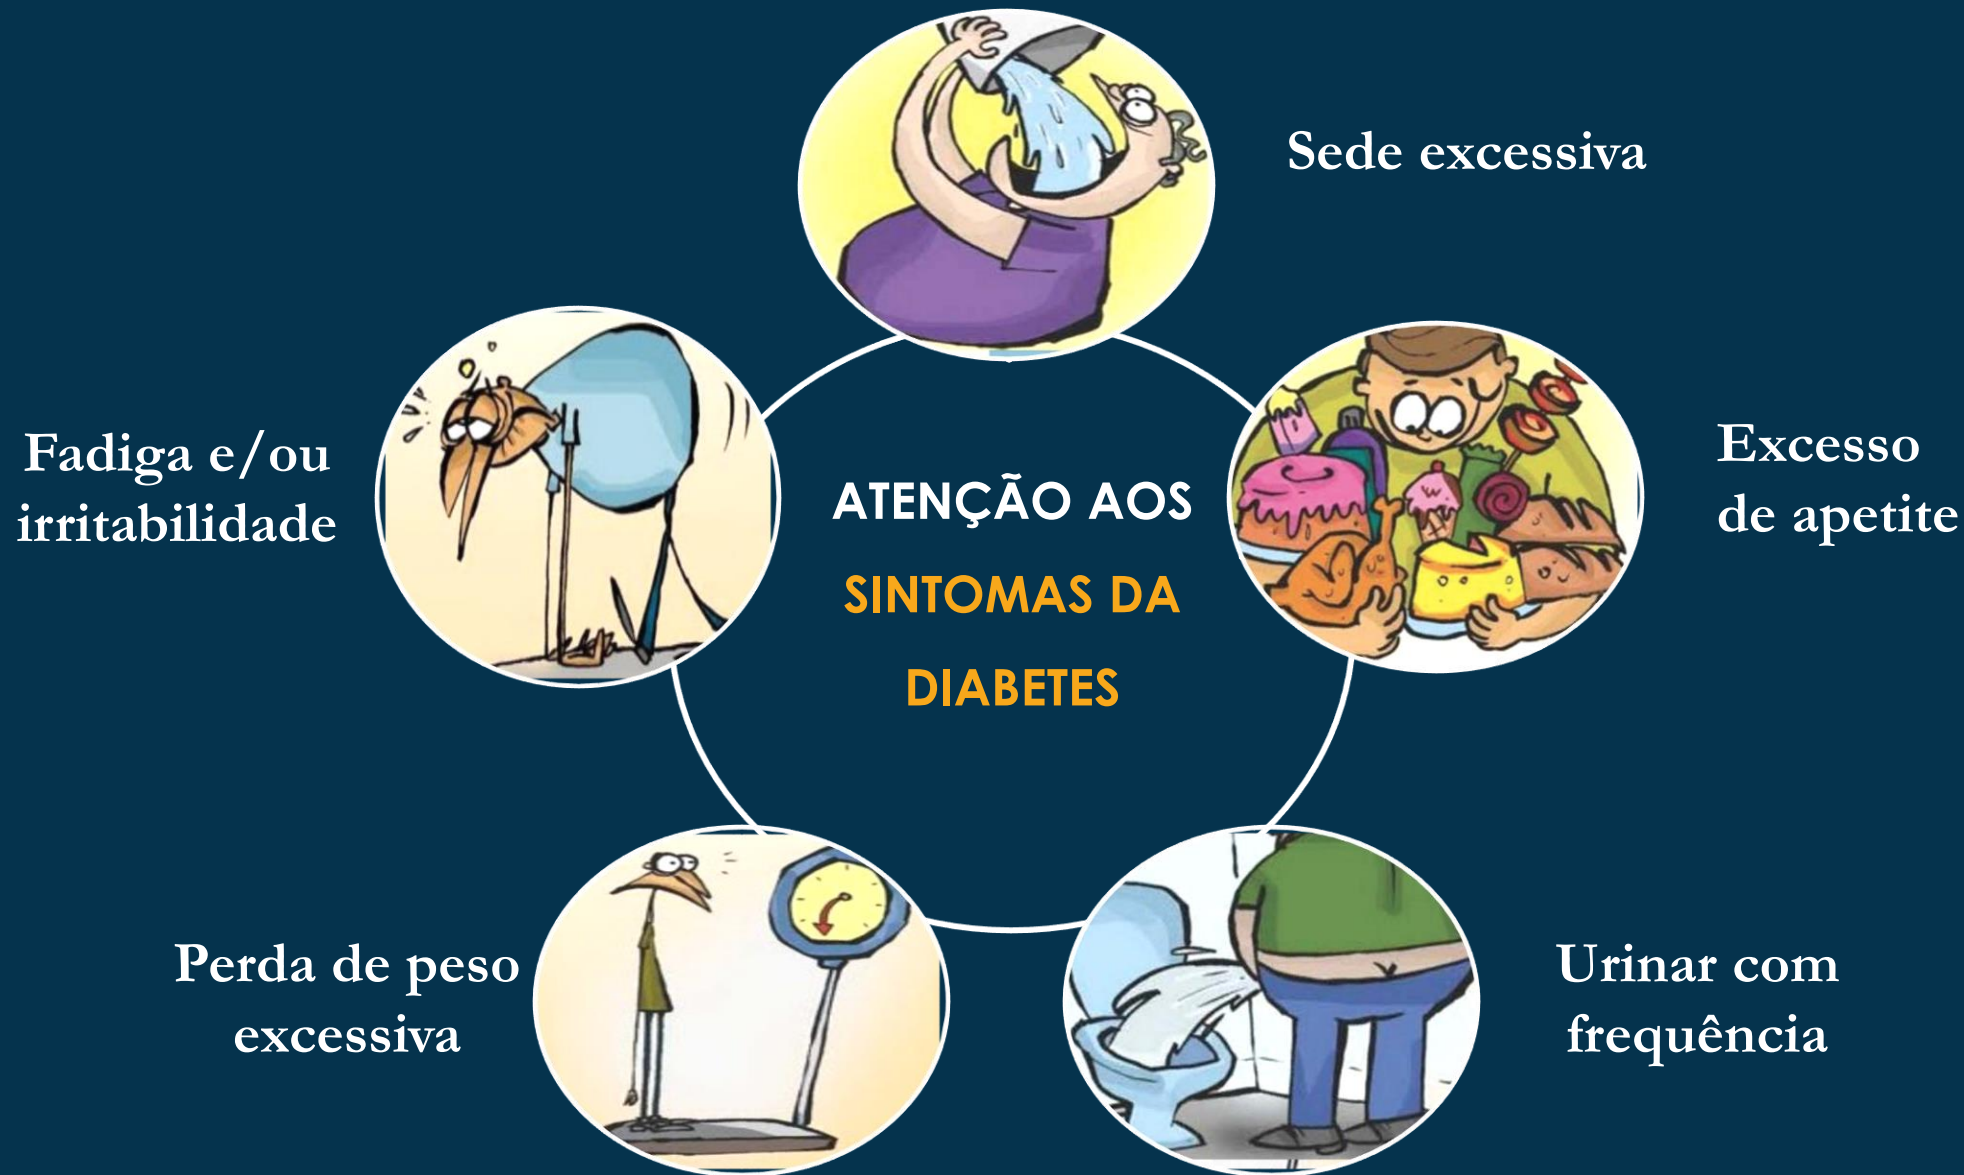 Sede excessiva
Fadiga e/ou
irritabilidade
ATENÇÃO AOS
SINTOMAS DA
DIABETES
Excesso
de apetite
Perda de peso
excessiva
Urinar com
frequência